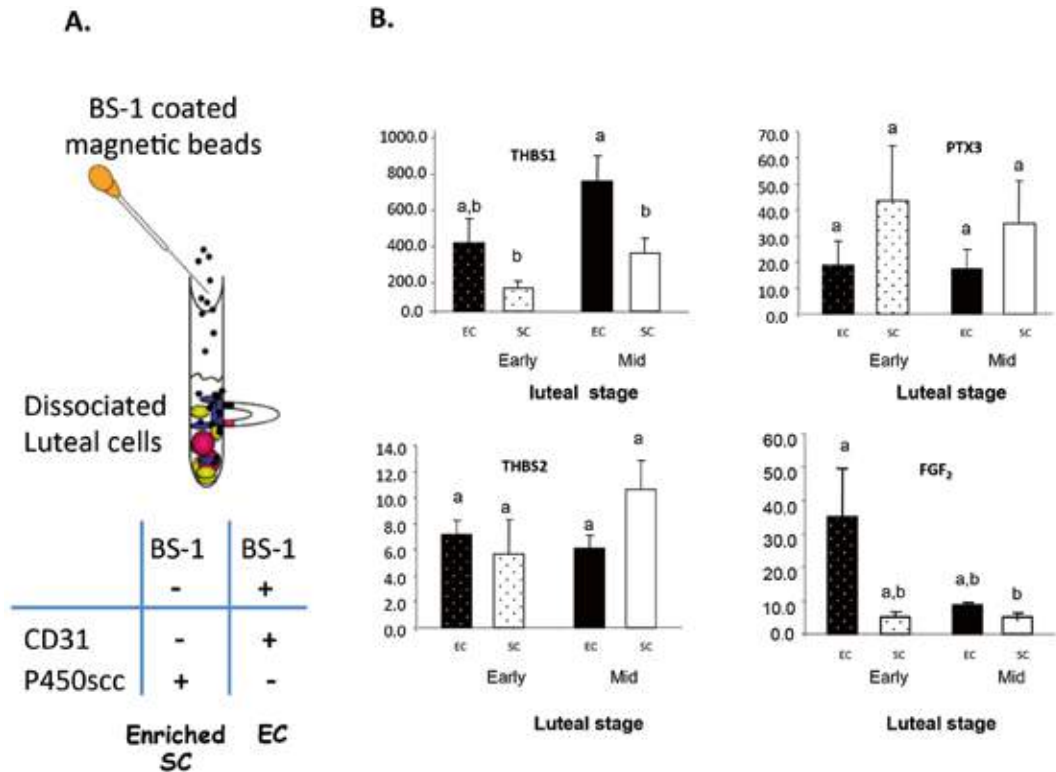 A.
BS-1 coated
magnetic beads
Dissociated
Luteal cells
BS-1 BS-1
- +
CD31 - +
P450scc + -
Enriched EC
SC
B.
THBS1
1000.0
800.0
600.0
400.0
200.0
0.0
a,b
b
a
b
EC SC EC SC
Early Mid
luteal stage
PTX3
70.0
60.0
50.0
40.0
30.0
20.0
10.0
0.0
a
a
a
a
EC SC EC SC
Early Mid
Luteal stage
THBS2
14.0
12.0
10.0
8.0
6.0
4.0
2.0
0.0
a
a
a
a
EC SC EC SC
Early Mid
Luteal stage
FGF₂
60.0
50.0
40.0
30.0
20.0
10.0
0.0
a
a,b
a,b
b
EC SC EC SC
Early Mid
Luteal stage